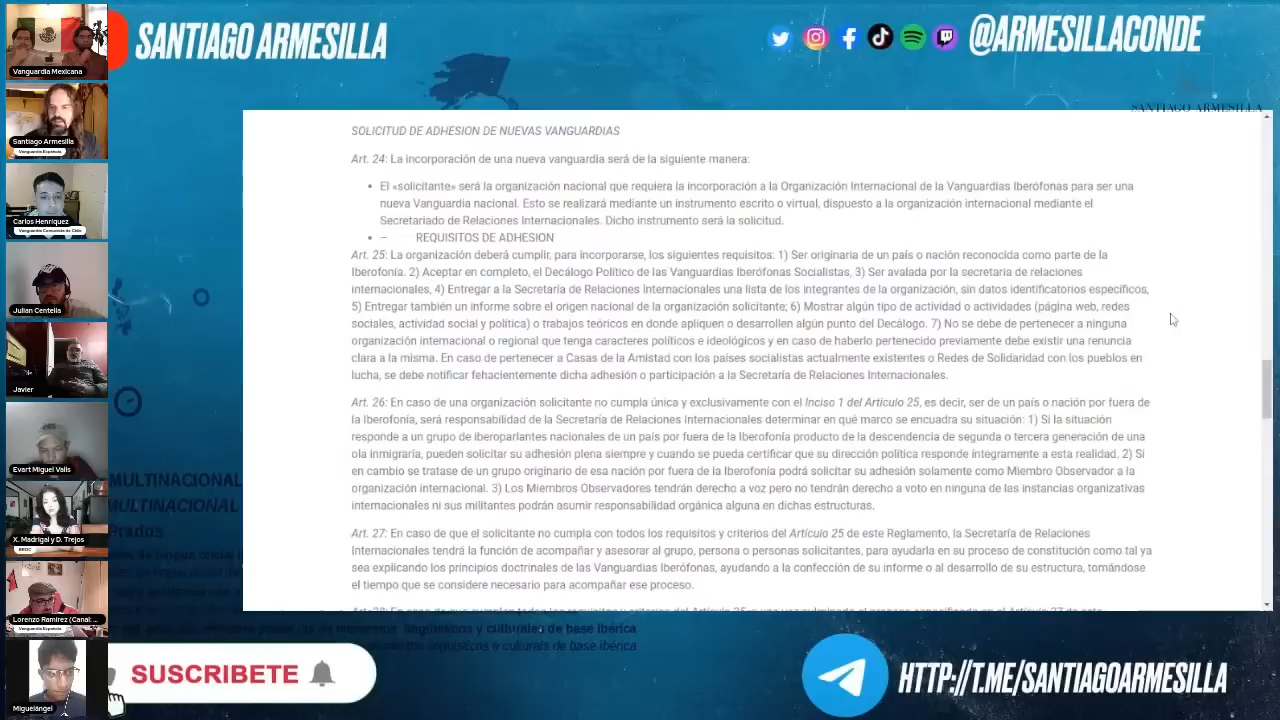 SANTIAGO ARMESILLA
@ARMESILLACONDE
SANTIAGO ARMESILLA
Vanguardia Mexicana
Santiago Armesilla
Vanguardia Española
Carlos Henríquez
Vanguardia Comunista de Chile
Julian Centella
Javier
Evart Miguel Valls
X. Madrigal y D. Trejos
Lorenzo Ramírez (Canal: ...
Vanguardia Española
Miguelángel
SOLICITUD DE ADHESION DE NUEVAS VANGUARDIAS
Art. 24: La incorporación de una nueva vanguardia será de la siguiente manera:
• El «solicitante» será la organización nacional que requiera la incorporación a la Organización Internacional de la Vanguardias Iberófonas para ser una
nueva Vanguardia nacional. Esto se realizará mediante un instrumento escrito o virtual, dispuesto a la organización internacional mediante el
Secretariado de Relaciones Internacionales. Dicho instrumento será la solicitud.
• – REQUISITOS DE ADHESION
Art. 25: La organización deberá cumplir, para incorporarse, los siguientes requisitos: 1) Ser originaria de un país o nación reconocida como parte de la
Iberofonía. 2) Aceptar en completo, el Decálogo Político de las Vanguardias Iberófonas Socialistas, 3) Ser avalada por la secretaria de relaciones
internacionales, 4) Entregar a la Secretaría de Relaciones Internacionales una lista de los integrantes de la organización, sin datos identificatorios específicos,
5) Entregar también un informe sobre el origen nacional de la organización solicitante; 6) Mostrar algún tipo de actividad o actividades (página web, redes
sociales, actividad social y política) o trabajos teóricos en donde apliquen o desarrollen algún punto del Decálogo. 7) No se debe de pertenecer a ninguna
organización internacional o regional que tenga caracteres políticos e ideológicos y en caso de haberlo pertenecido previamente debe existir una renuncia
clara a la misma. En caso de pertenecer a Casas de la Amistad con los países socialistas actualmente existentes o Redes de Solidaridad con los pueblos en
lucha, se debe notificar fehacientemente dicha adhesión o participación a la Secretaría de Relaciones Internacionales.
Art. 26: En caso de una organización solicitante no cumpla única y exclusivamente con el Inciso 1 del Artículo 25, es decir, ser de un país o nación por fuera de
la Iberofonía, será responsabilidad de la Secretaría de Relaciones Internacionales determinar en qué marco se encuadra su situación: 1) Si la situación
responde a un grupo de iberoparlantes nacionales de un país por fuera de la Iberofonía producto de la descendencia de segunda o tercera generación de una
ola inmigraría, pueden solicitar su adhesión plena siempre y cuando se pueda certificar que su dirección política responde íntegramente a esta realidad. 2) Si
en cambio se tratase de un grupo originario de esa nación por fuera de la Iberofonía podrá solicitar su adhesión solamente como Miembro Observador a la
organización internacional. 3) Los Miembros Observadores tendrán derecho a voz pero no tendrán derecho a voto en ninguna de las instancias organizativas
internacionales ni sus militantes podrán asumir responsabilidad orgánica alguna en dichas estructuras.
Art. 27: En caso de que el solicitante no cumpla con todos los requisitos y criterios del Artículo 25 de este Reglamento, la Secretaría de Relaciones
Internacionales tendrá la función de acompañar y asesorar al grupo, persona o personas solicitantes, para ayudarla en su proceso de constitución como tal ya
sea explicando los principios doctrinales de las Vanguardias Iberófonas, ayudando a la confección de su informe o al desarrollo de su estructura, tomándose
el tiempo que se considere necesario para acompañar ese proceso.
MULTINACIONAL
MULTINACIONAL
Prados
lingüísticos y culturales de base ibérica
linguísticos e culturais de base ibérica
SUSCRIBETE
HTTP://T.ME/SANTIAGOARMESILLA